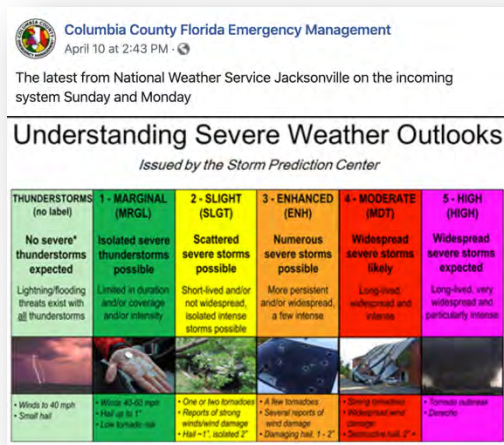 Columbia County Florida Emergency Management
April 10 at 2:43 PM ·
The latest from National Weather Service Jacksonville on the incoming
system Sunday and Monday
Understanding Severe Weather Outlooks
Issued by the Storm Prediction Center
THUNDERSTORMS
(no label)
No severe*
thunderstorms
expected
Lightning/flooding
threats exist with
all thunderstorms
• Winds to 40 mph
• Small hail
1 - MARGINAL
(MRGL)
Isolated severe
thunderstorms
possible
Limited in duration
and/or coverage
and/or intensity
• Winds 40-60 mph
• Hail up to 1"
• Low tornado risk
2 - SLIGHT
(SLGT)
Scattered
severe storms
possible
Short-lived and/or
not widespread,
isolated intense
storms possible
• One or two tornadoes
• Reports of strong
winds/wind damage
• Hail ~1", isolated 2"
3 - ENHANCED
(ENH)
Numerous
severe storms
possible
More persistent
and/or widespread,
a few intense
• A few tornadoes
• Several reports of
wind damage
• Damaging hail, 1 - 2"
4 - MODERATE
(MDT)
Widespread
severe storms
likely
Long-lived,
widespread and
intense
• Strong tornadoes
• Widespread wind
damage
• Destructive hail, 2" +
5 - HIGH
(HIGH)
Widespread
severe storms
expected
Long-lived, very
widespread and
particularly intense
• Tornado outbreak
• Derecho